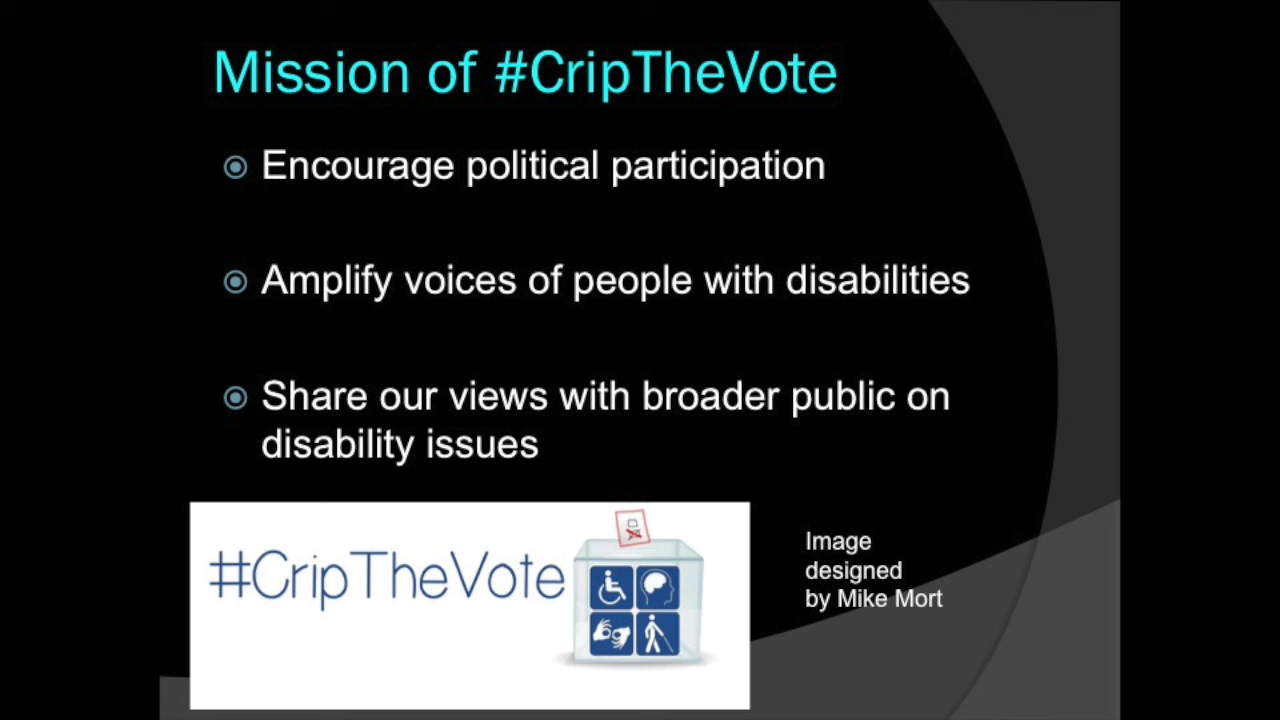 Mission of #CripTheVote
Encourage political participation
Amplify voices of people with disabilities
Share our views with broader public on
disability issues
#CripTheVote
Image
designed
by Mike Mort